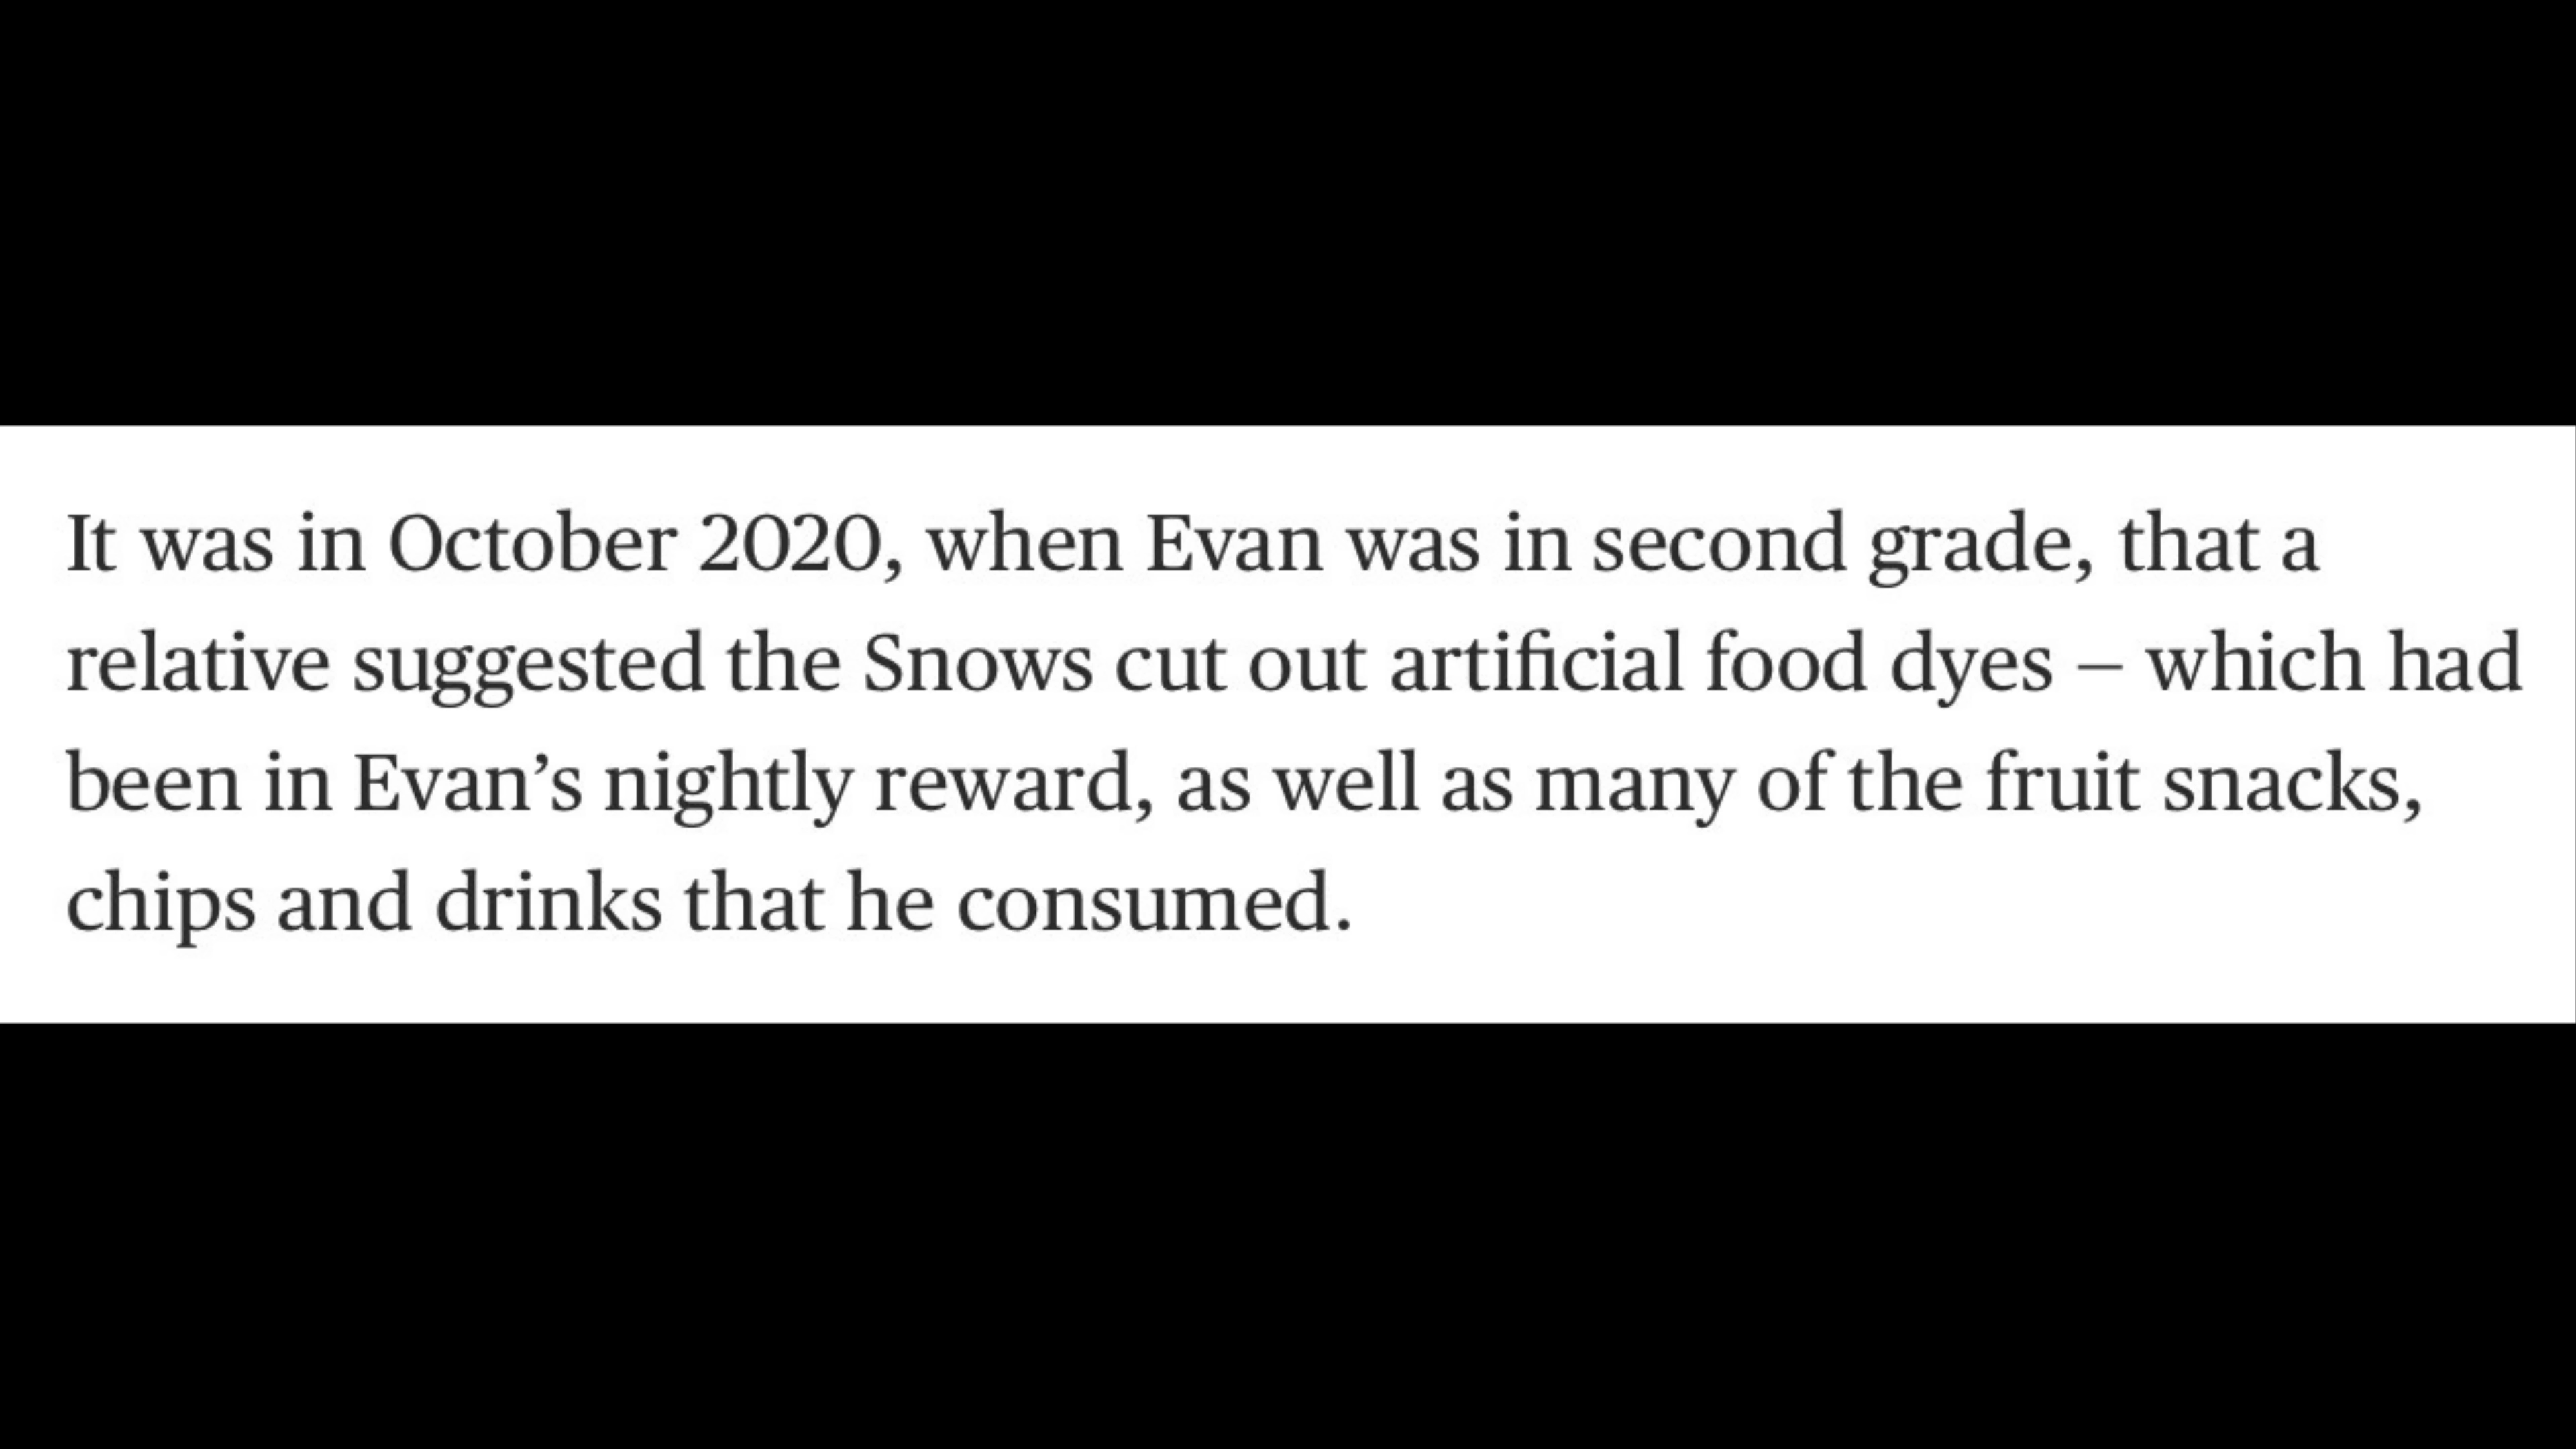 It was in October 2020, when Evan was in second grade, that a
relative suggested the Snows cut out artificial food dyes – which had
been in Evan’s nightly reward, as well as many of the fruit snacks,
chips and drinks that he consumed.